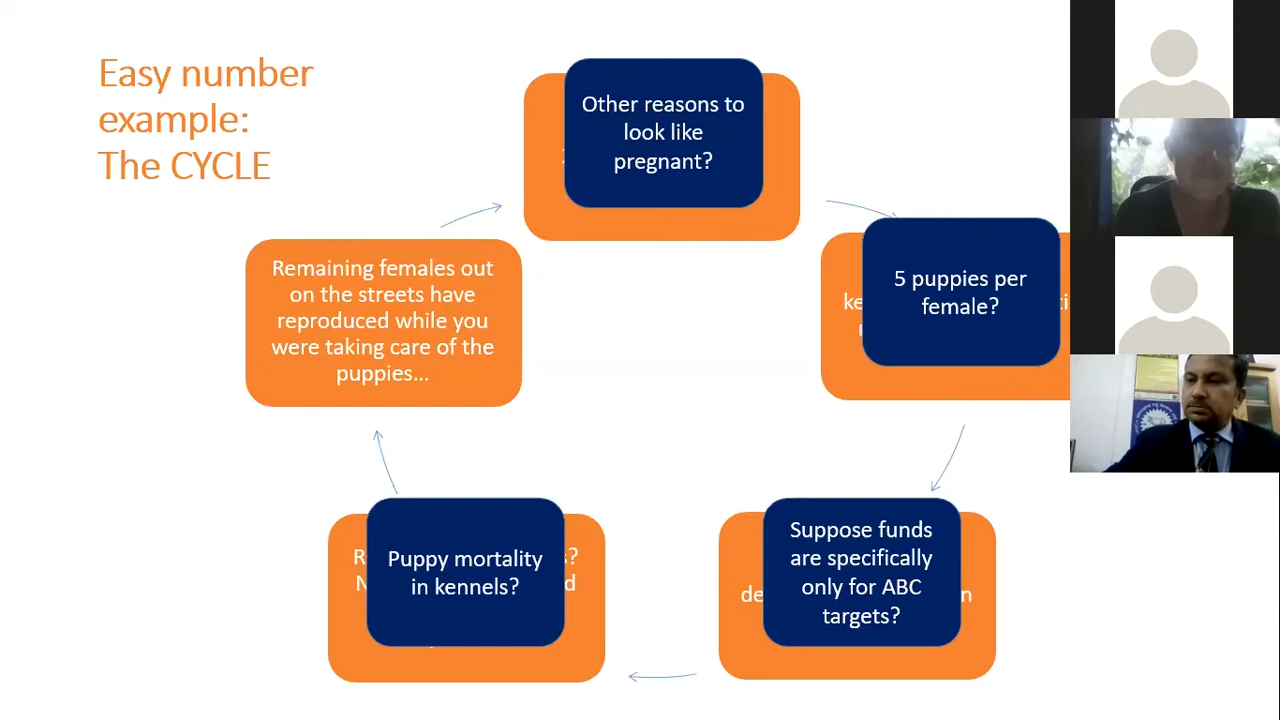 Easy number
example:
The CYCLE
Other reasons to
look like
pregnant?
5 puppies per
female?
Suppose funds
are specifically
only for ABC
targets?
Puppy mortality
in kennels?
Remaining females out
on the streets have
reproduced while you
were taking care of the
puppies...